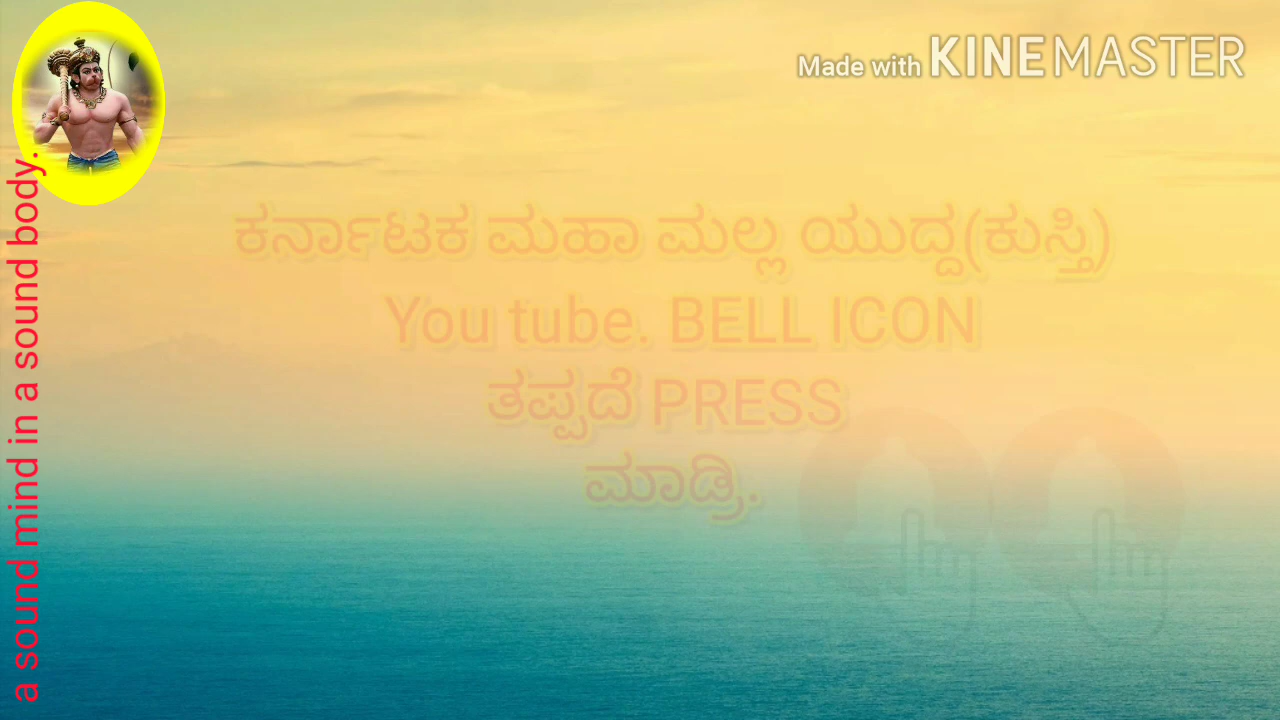 Made with KINEMASTER
a sound mind in a sound body.
ಕರ್ನಾಟಕ ಮಹಾ ಮಲ್ಲ ಯುದ್ದ(ಕುಸ್ತಿ)
You tube. BELL ICON
ತಪ್ಪದೆ PRESS
ಮಾಡ್ರಿ.